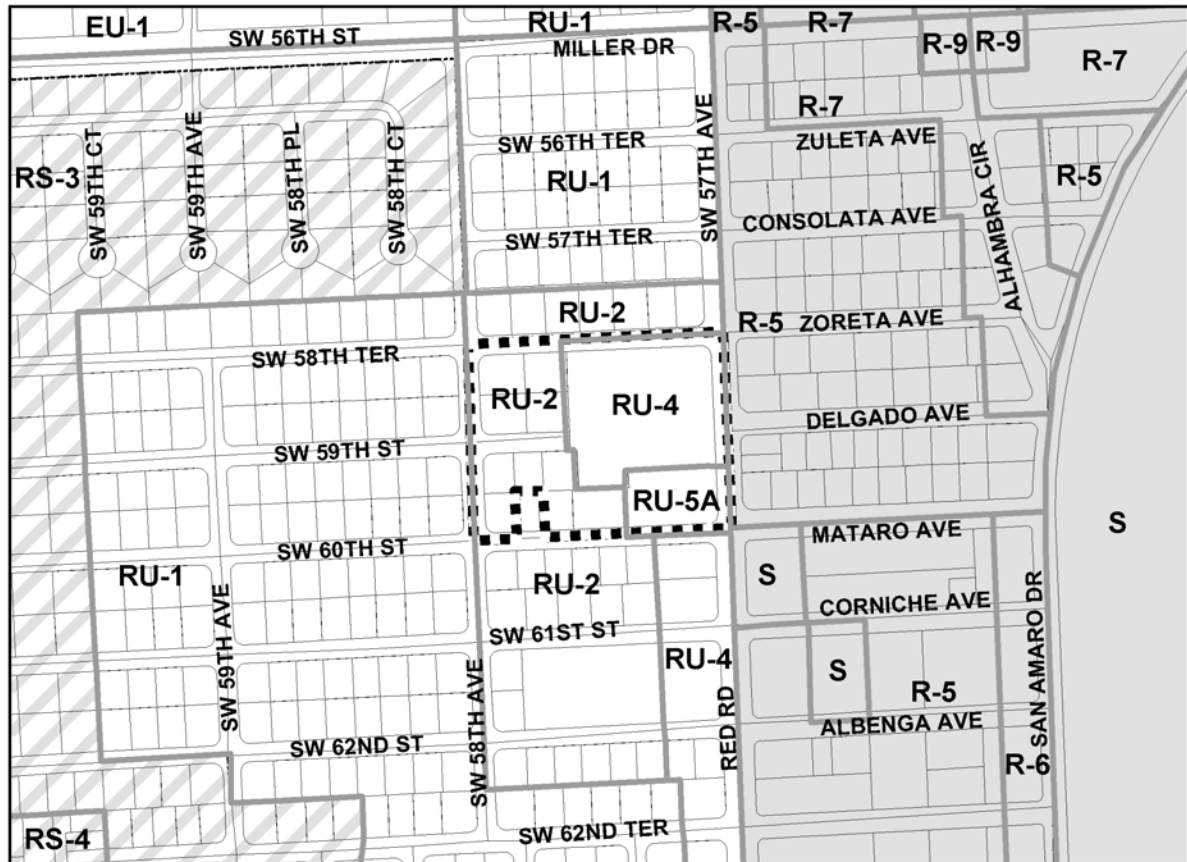 EU-1
SW 56TH ST
RU-1
MILLER DR
R-5
R-7
R-9
R-9
R-7
R-7
RS-3
SW 59TH CT
SW 59TH AVE
SW 58TH PL
SW 58TH CT
SW 56TH TER
RU-1
SW 57TH TER
SW 57TH AVE
ZULETA AVE
CONSOLATA AVE
ALHAMBRA CIR
R-5
RU-2
R-5
ZORETA AVE
SW 58TH TER
RU-2
RU-4
DELGADO AVE
SW 59TH ST
RU-5A
MATARO AVE
S
SW 60TH ST
RU-1
RU-2
S
CORNICHE AVE
SW 59TH AVE
SW 61ST ST
SW 58TH AVE
RU-4
RED RD
S
R-5
SAN AMARO DR
ALBENGA AVE
SW 62ND ST
R-6
RS-4
SW 62ND TER